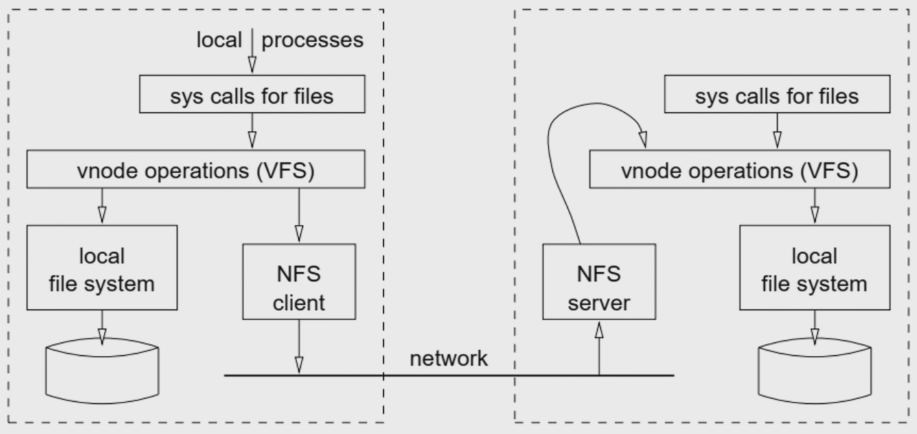 local processes
sys calls for files
vnode operations (VFS)
local
file system
NFS
client
network
sys calls for files
vnode operations (VFS)
NFS
server
local
file system